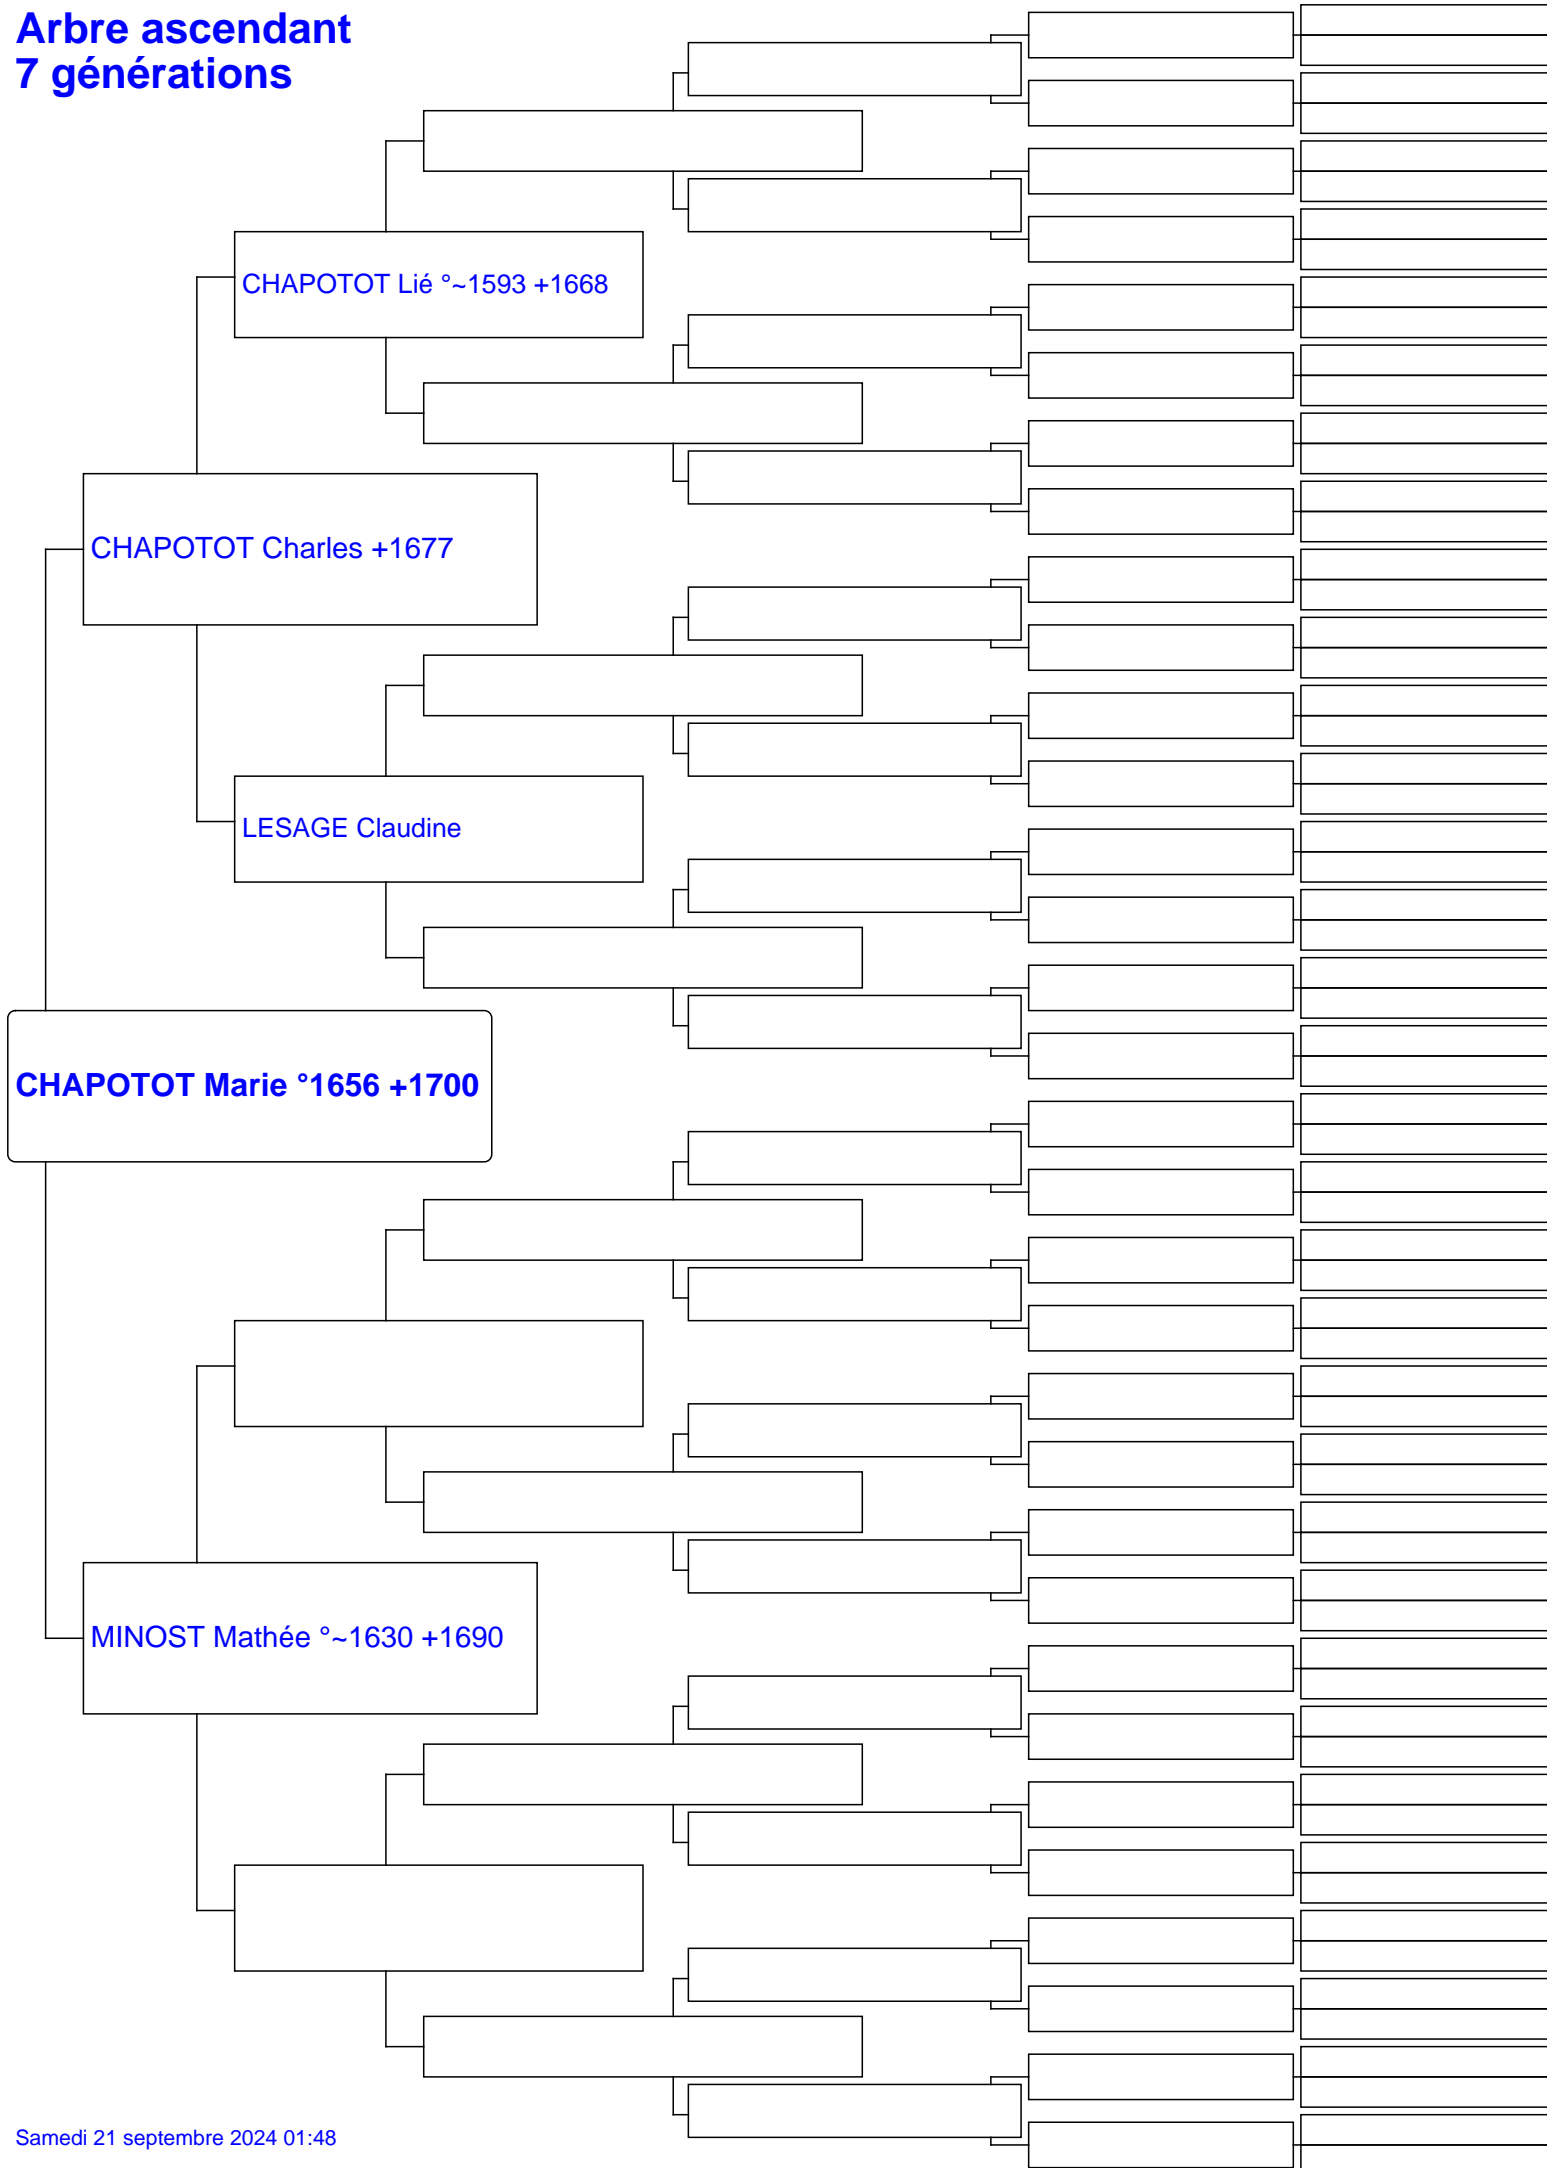 Arbre ascendant
7 générations
CHAPOTOT Lié °~1593 +1668
CHAPOTOT Charles +1677
LESAGE Claudine
CHAPOTOT Marie °1656 +1700
MINOST Mathée °~1630 +1690
Samedi 21 septembre 2024 01:48